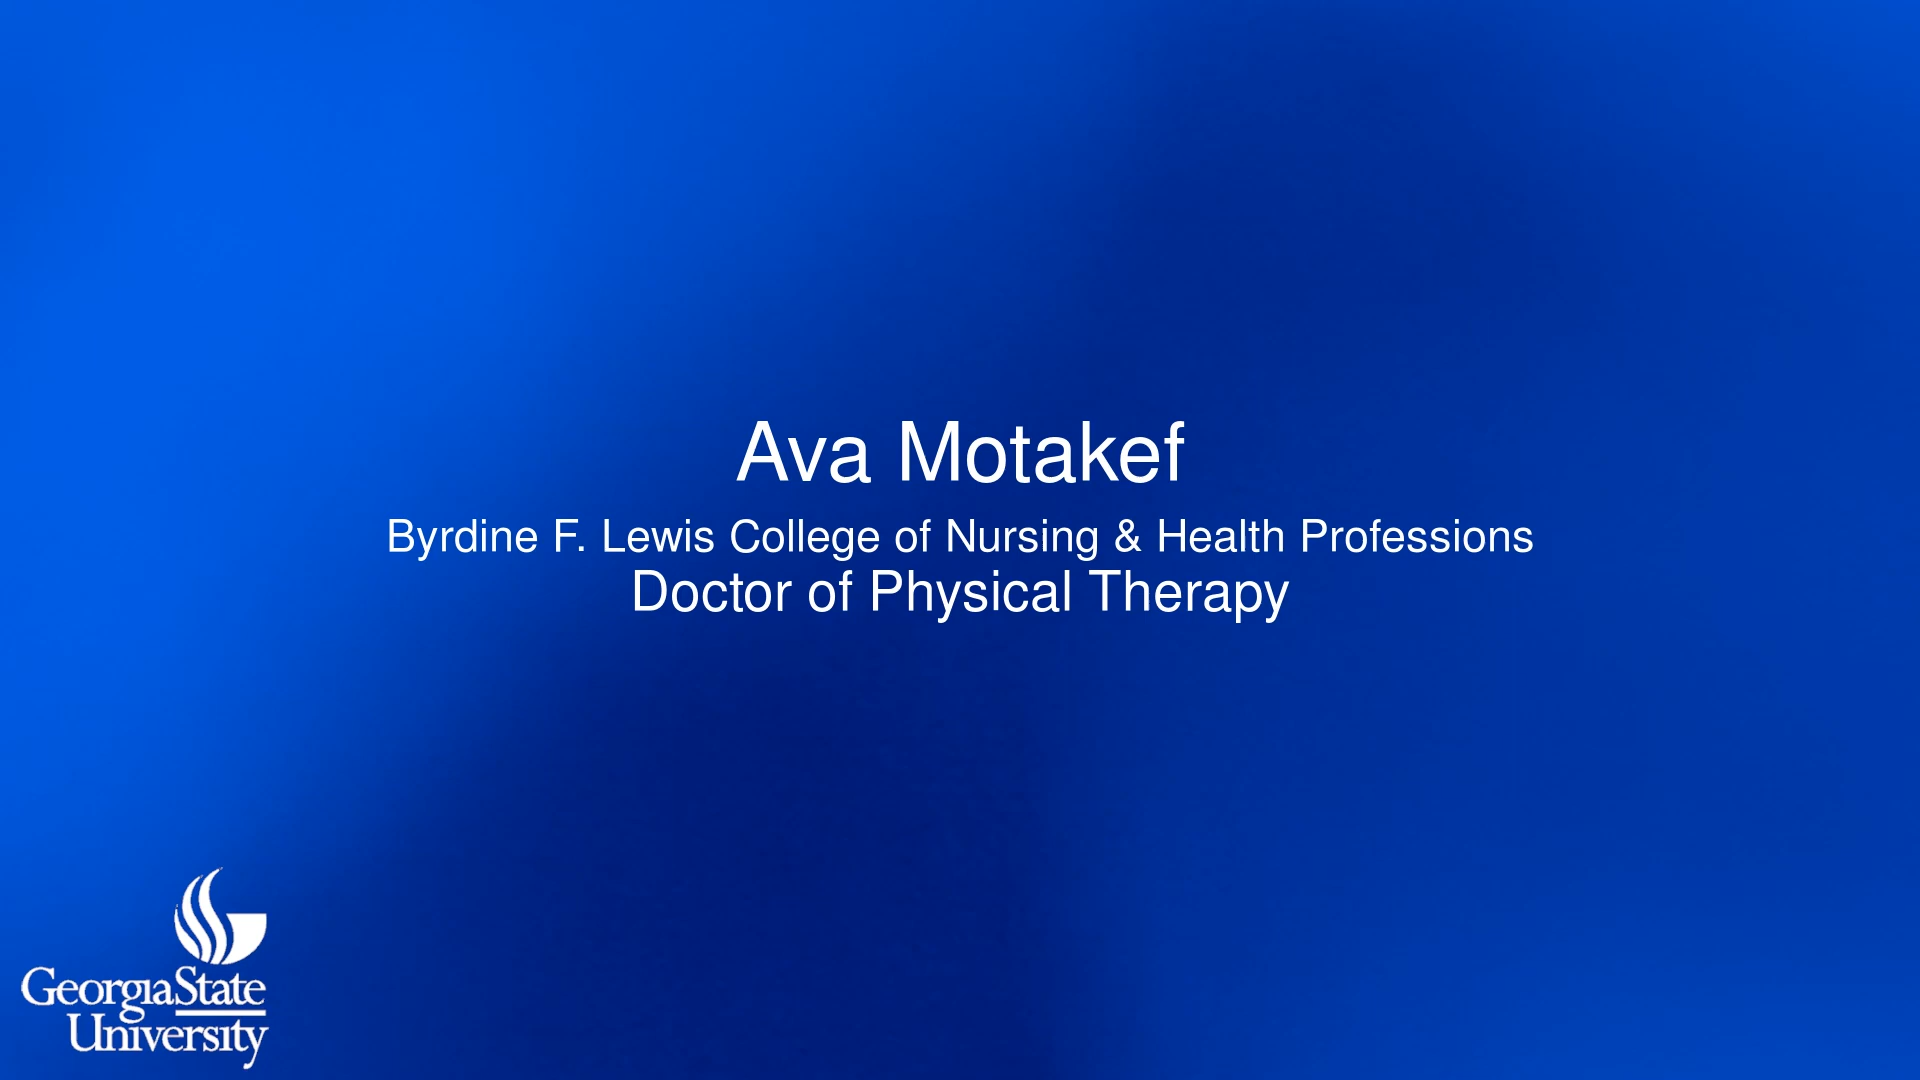 Ava Motakef
Byrdine F. Lewis College of Nursing & Health Professions
Doctor of Physical Therapy
GeorgiaState
University